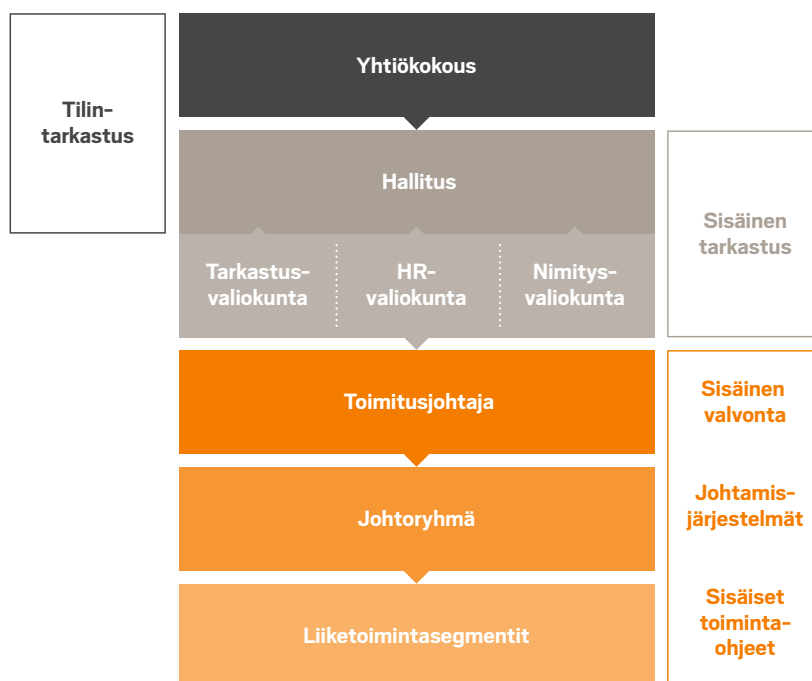 Yhtiökokous
Tilin-
tarkastus
Hallitus
Tarkastus-
valiokunta
HR-
valiokunta
Nimitys-
valiokunta
Sisäinen
tarkastus
Toimitusjohtaja
Sisäinen
valvonta
Johtoryhmä
Johtamis-
järjestelmät
Liiketoimintasegmentit
Sisäiset
toiminta-
ohjeet